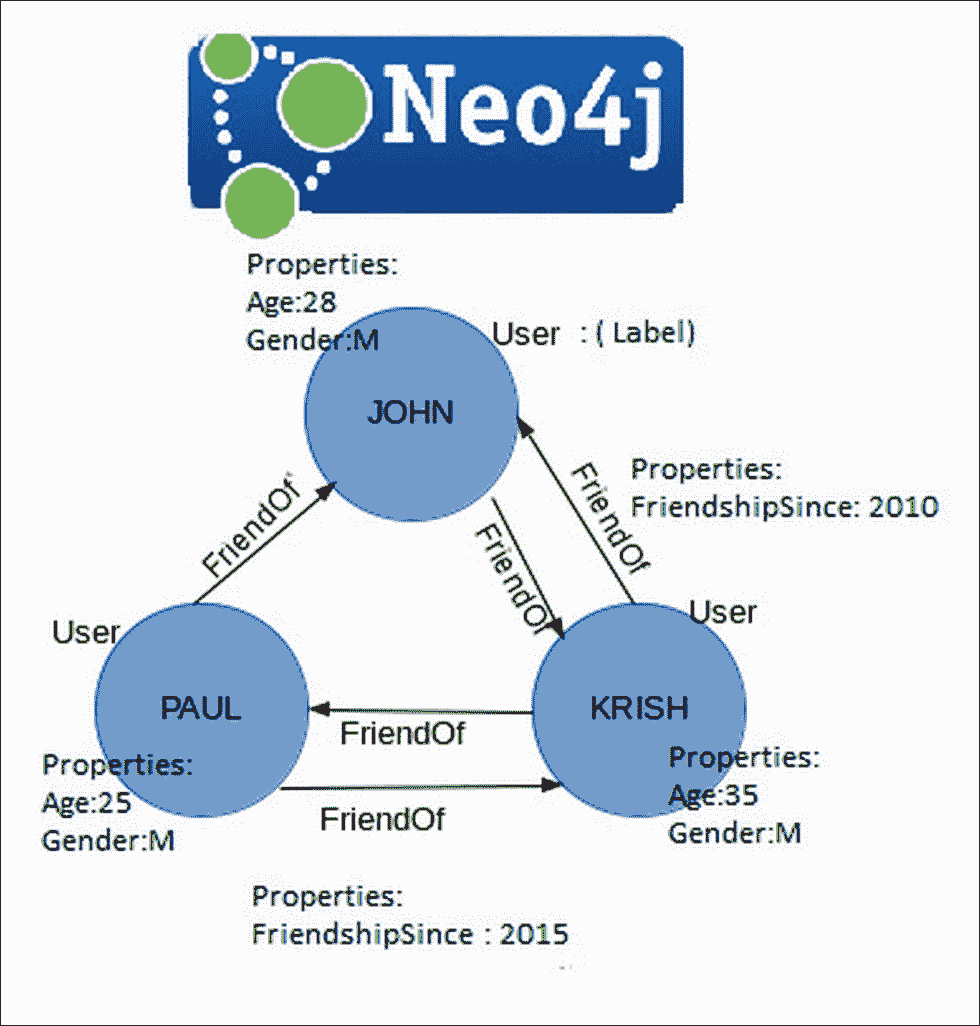 Neo4j
Properties:
Age:28
Gender:M
User : ( Label)
JOHN
FriendOf'
FriendOf
FriendOf
Properties:
FriendshipSince: 2010
User
User
PAUL
KRISH
FriendOf
Properties:
Age:25
Gender:M
Properties:
Age:35
Gender:M
FriendOf
Properties:
FriendshipSince : 2015